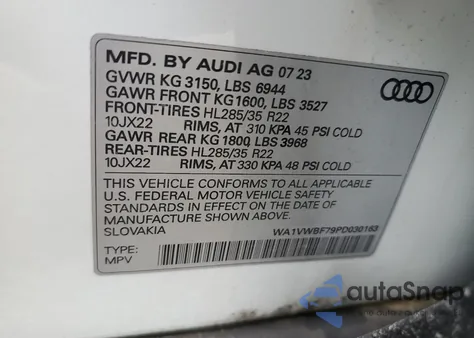 MFD. BY AUDI AG 07 23
GVWR KG 3150, LBS 6944
GAWR FRONT KG1600, LBS 3527
FRONT-TIRES HL285/35 R22
10JX22 RIMS, AT 310 KPA 45 PSI COLD
GAWR REAR KG 1800, LBS 3968
REAR-TIRES HL285/35 R22
10JX22 RIMS, AT 330 KPA 48 PSI COLD
THIS VEHICLE CONFORMS TO ALL APPLICABLE
U.S. FEDERAL MOTOR VEHICLE SAFETY
STANDARDS IN EFFECT ON THE DATE OF
MANUFACTURE SHOWN ABOVE.
SLOVAKIA WA1VWBF79PD030163
TYPE:
MPV
autoSnap